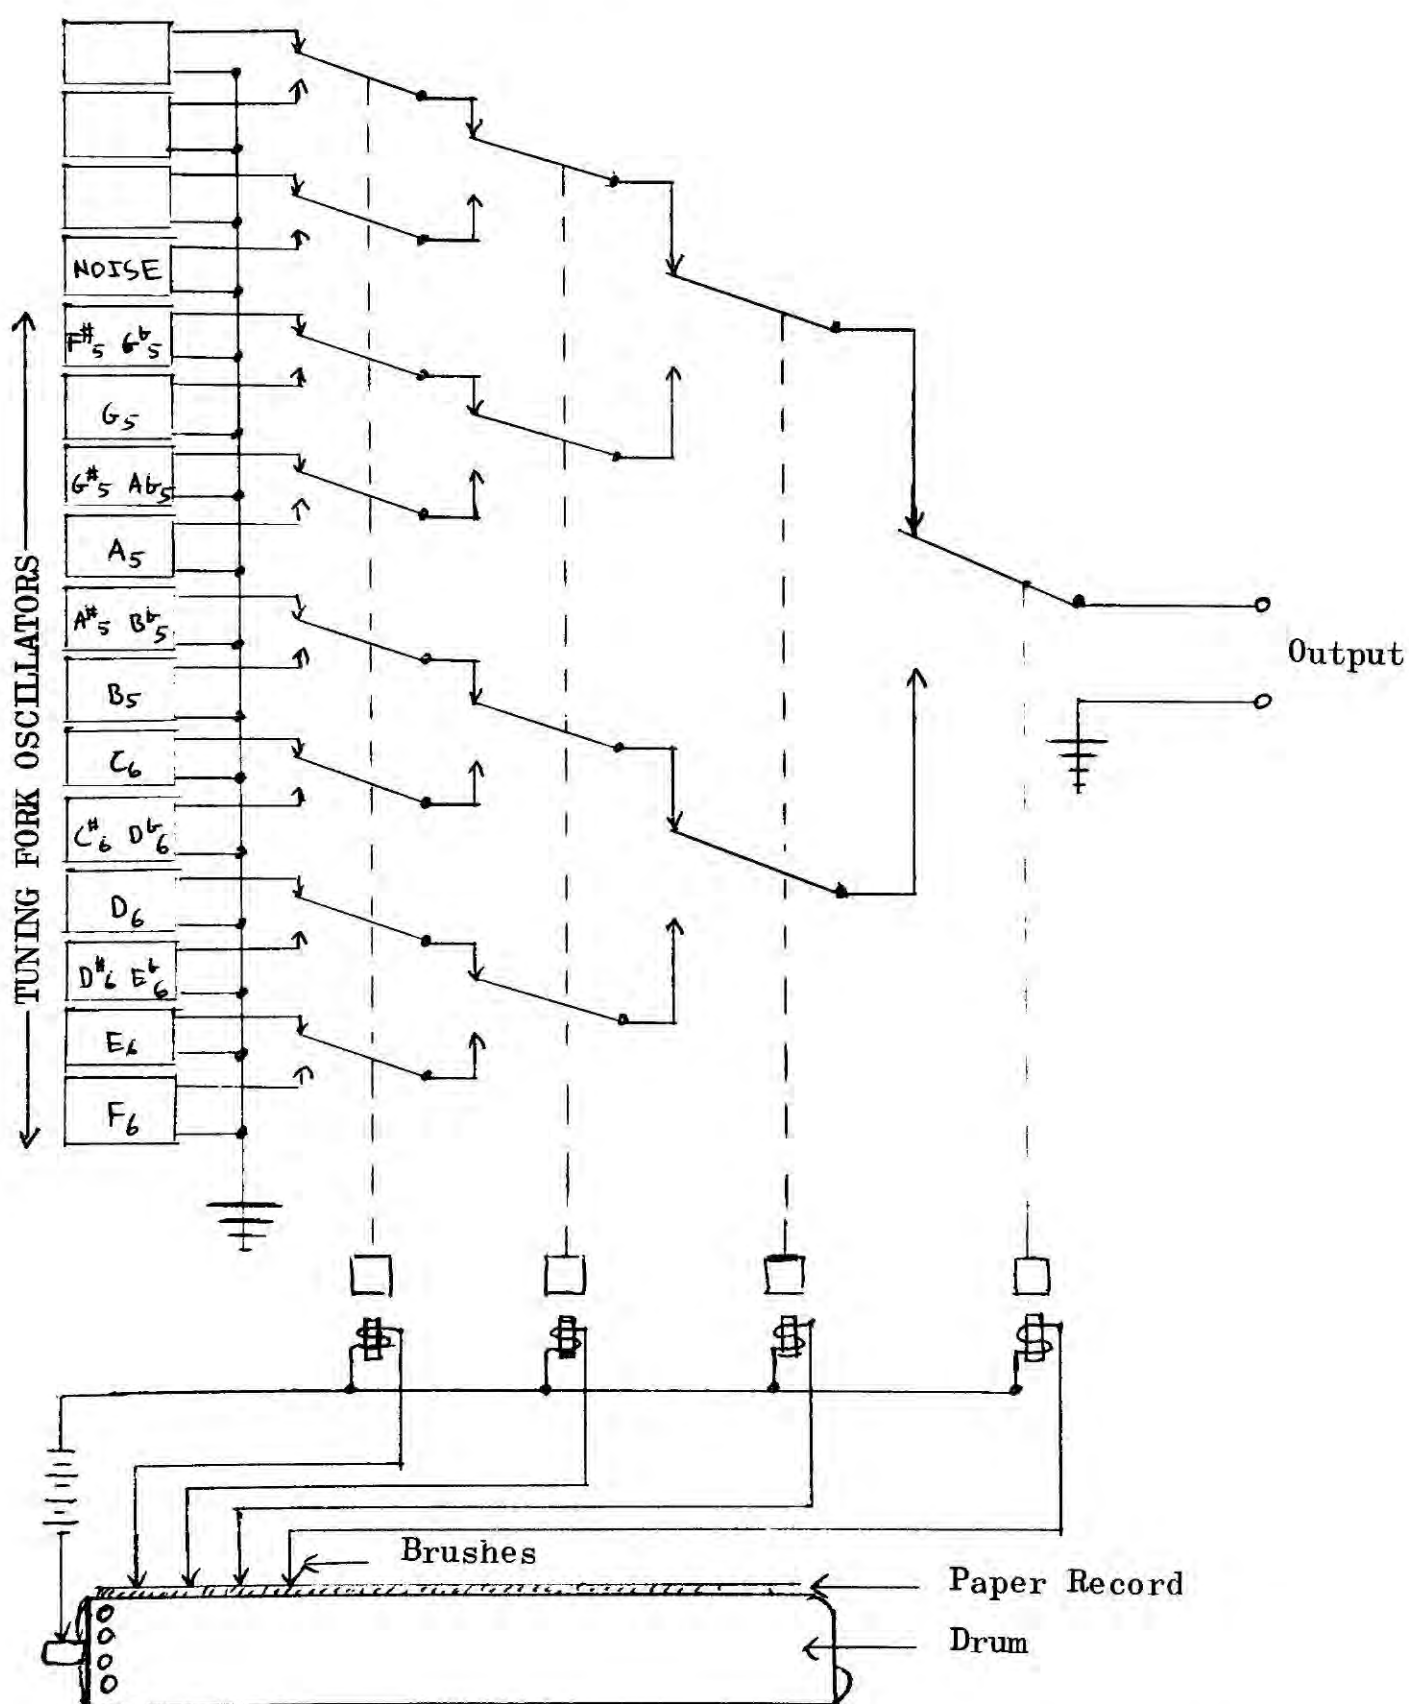 NOISE
F#5 Gb5
G5
G#5 Ab5
A5
A#5 Bb5
B5
C6
C#6 Db6
D6
D#6 Eb6
E6
F6
TUNING FORK OSCILLATORS
Output
Brushes
Paper Record
Drum